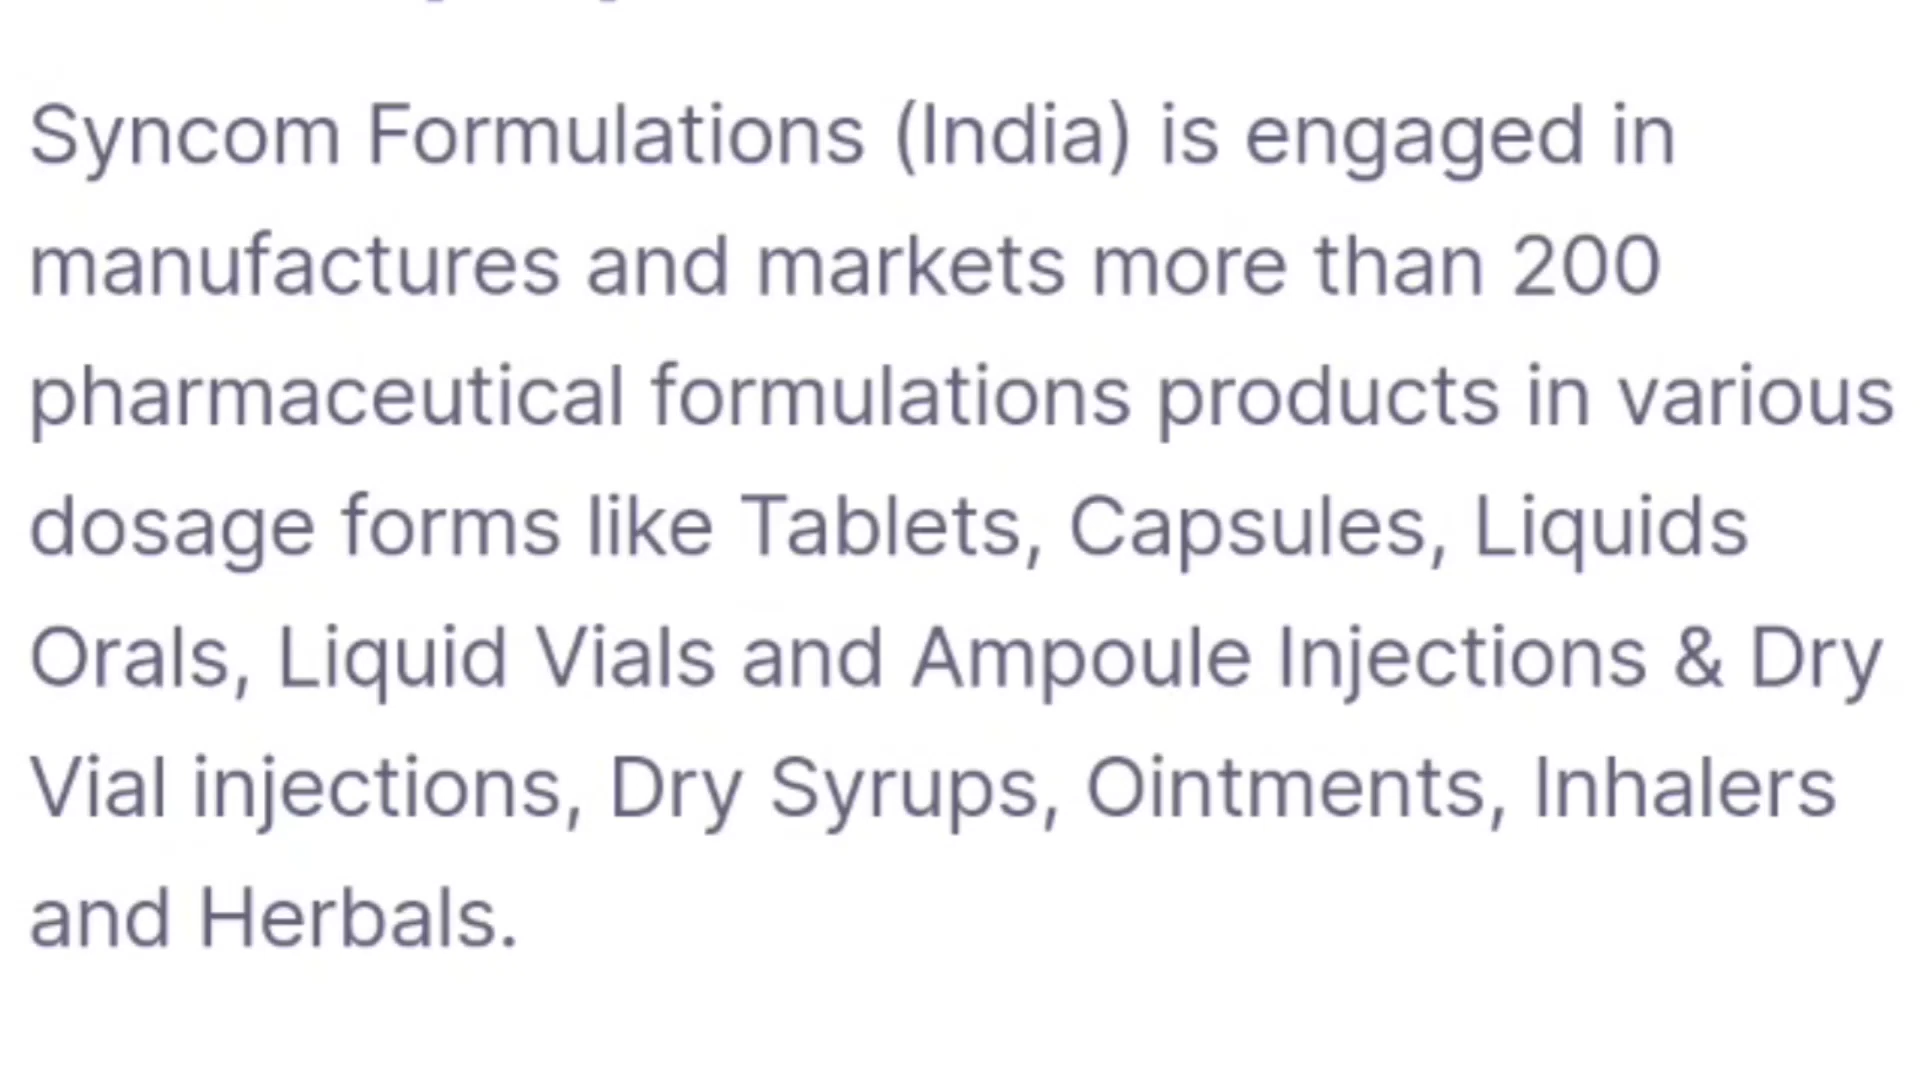 Syncom Formulations (India) is engaged in
manufactures and markets more than 200
pharmaceutical formulations products in various
dosage forms like Tablets, Capsules, Liquids
Orals, Liquid Vials and Ampoule Injections & Dry
Vial injections, Dry Syrups, Ointments, Inhalers
and Herbals.